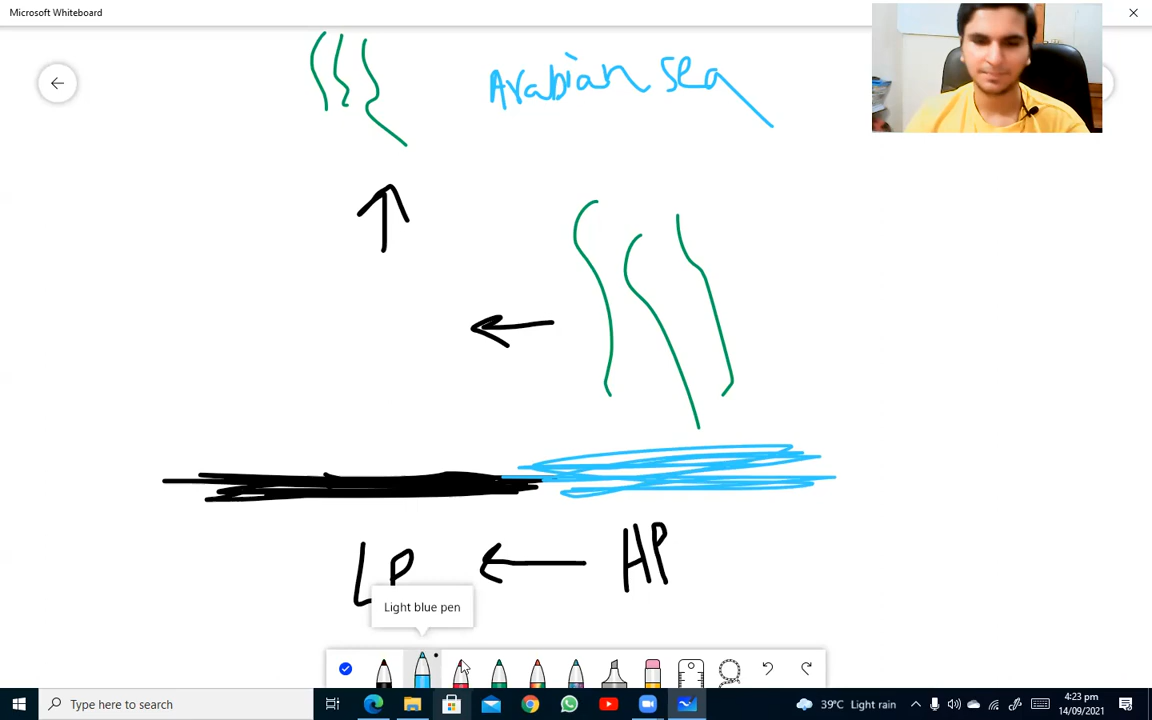 Microsoft Whiteboard
Arabian sea
LP
HP
Light blue pen
Type here to search
39°C Light rain
4:23 pm
14/09/2021